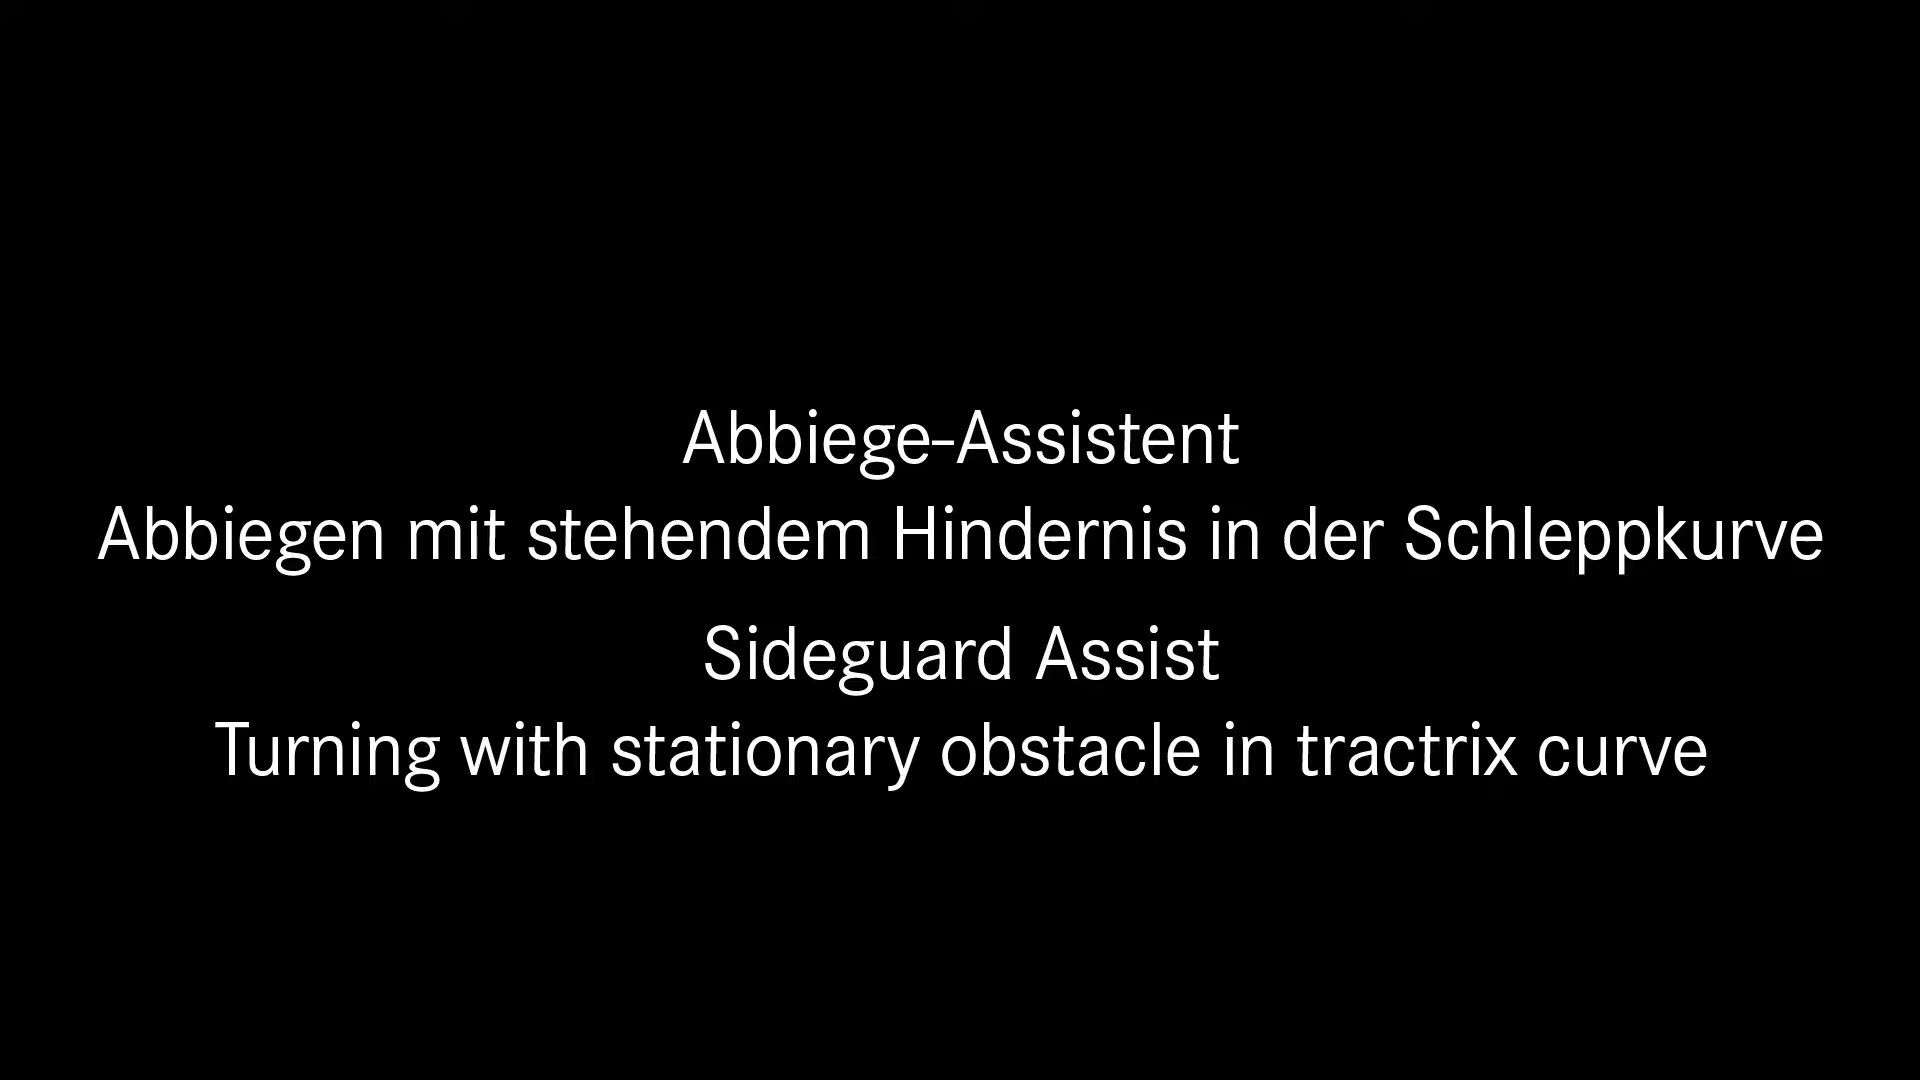 Abbiege-Assistent
Abbiegen mit stehendem Hindernis in der Schleppkurve
Sideguard Assist
Turning with stationary obstacle in tractrix curve